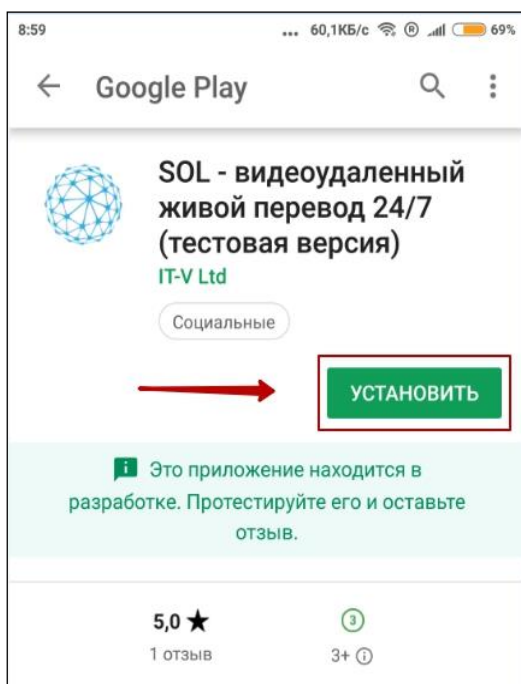 8:59 ... 60,1КБ/с ® 69%
Google Play
SOL - видеоудаленный
живой перевод 24/7
(тестовая версия)
IT-V Ltd
Социальные
УСТАНОВИТЬ
Это приложение находится в
разработке. Протестируйте его и оставьте
отзыв.
5,0 ★ 3
1 отзыв 3+